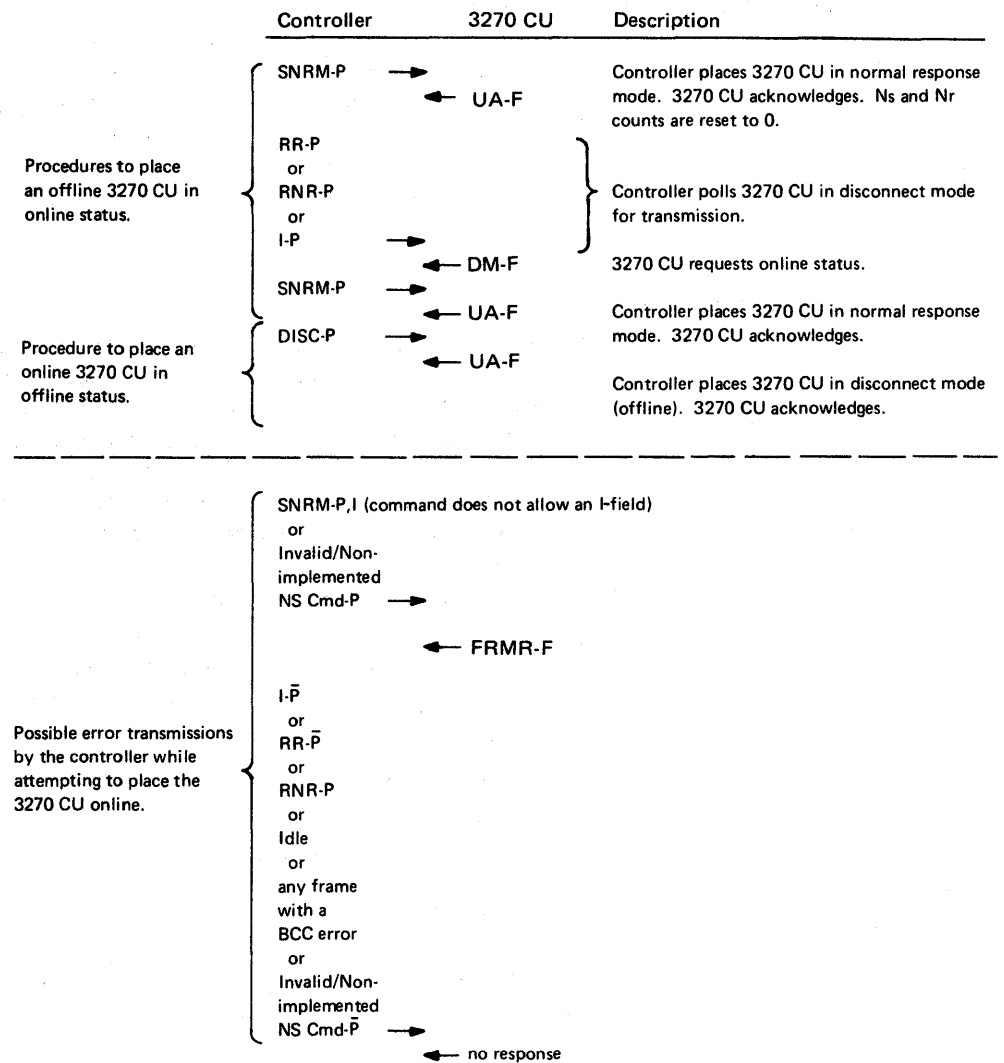 Controller 3270 CU Description
Procedures to place
an offline 3270 CU in
online status.
SNRM-P
UA-F
Controller places 3270 CU in normal response
mode. 3270 CU acknowledges. Ns and Nr
counts are reset to 0.
RR-P
or
RNR-P
or
I-P
Controller polls 3270 CU in disconnect mode
for transmission.
DM-F
3270 CU requests online status.
SNRM-P
UA-F
Controller places 3270 CU in normal response
mode. 3270 CU acknowledges.
Procedure to place an
online 3270 CU in
offline status.
DISC-P
UA-F
Controller places 3270 CU in disconnect mode
(offline). 3270 CU acknowledges.
Possible error transmissions
by the controller while
attempting to place the
3270 CU online.
SNRM-P,I (command does not allow an I-field)
or
Invalid/Non-
implemented
NS Cmd-P
FRMR-F
I-P̄
or
RR-P̄
or
RNR-P
or
Idle
or
any frame
with a
BCC error
or
Invalid/Non-
implemented
NS Cmd-P̄
no response